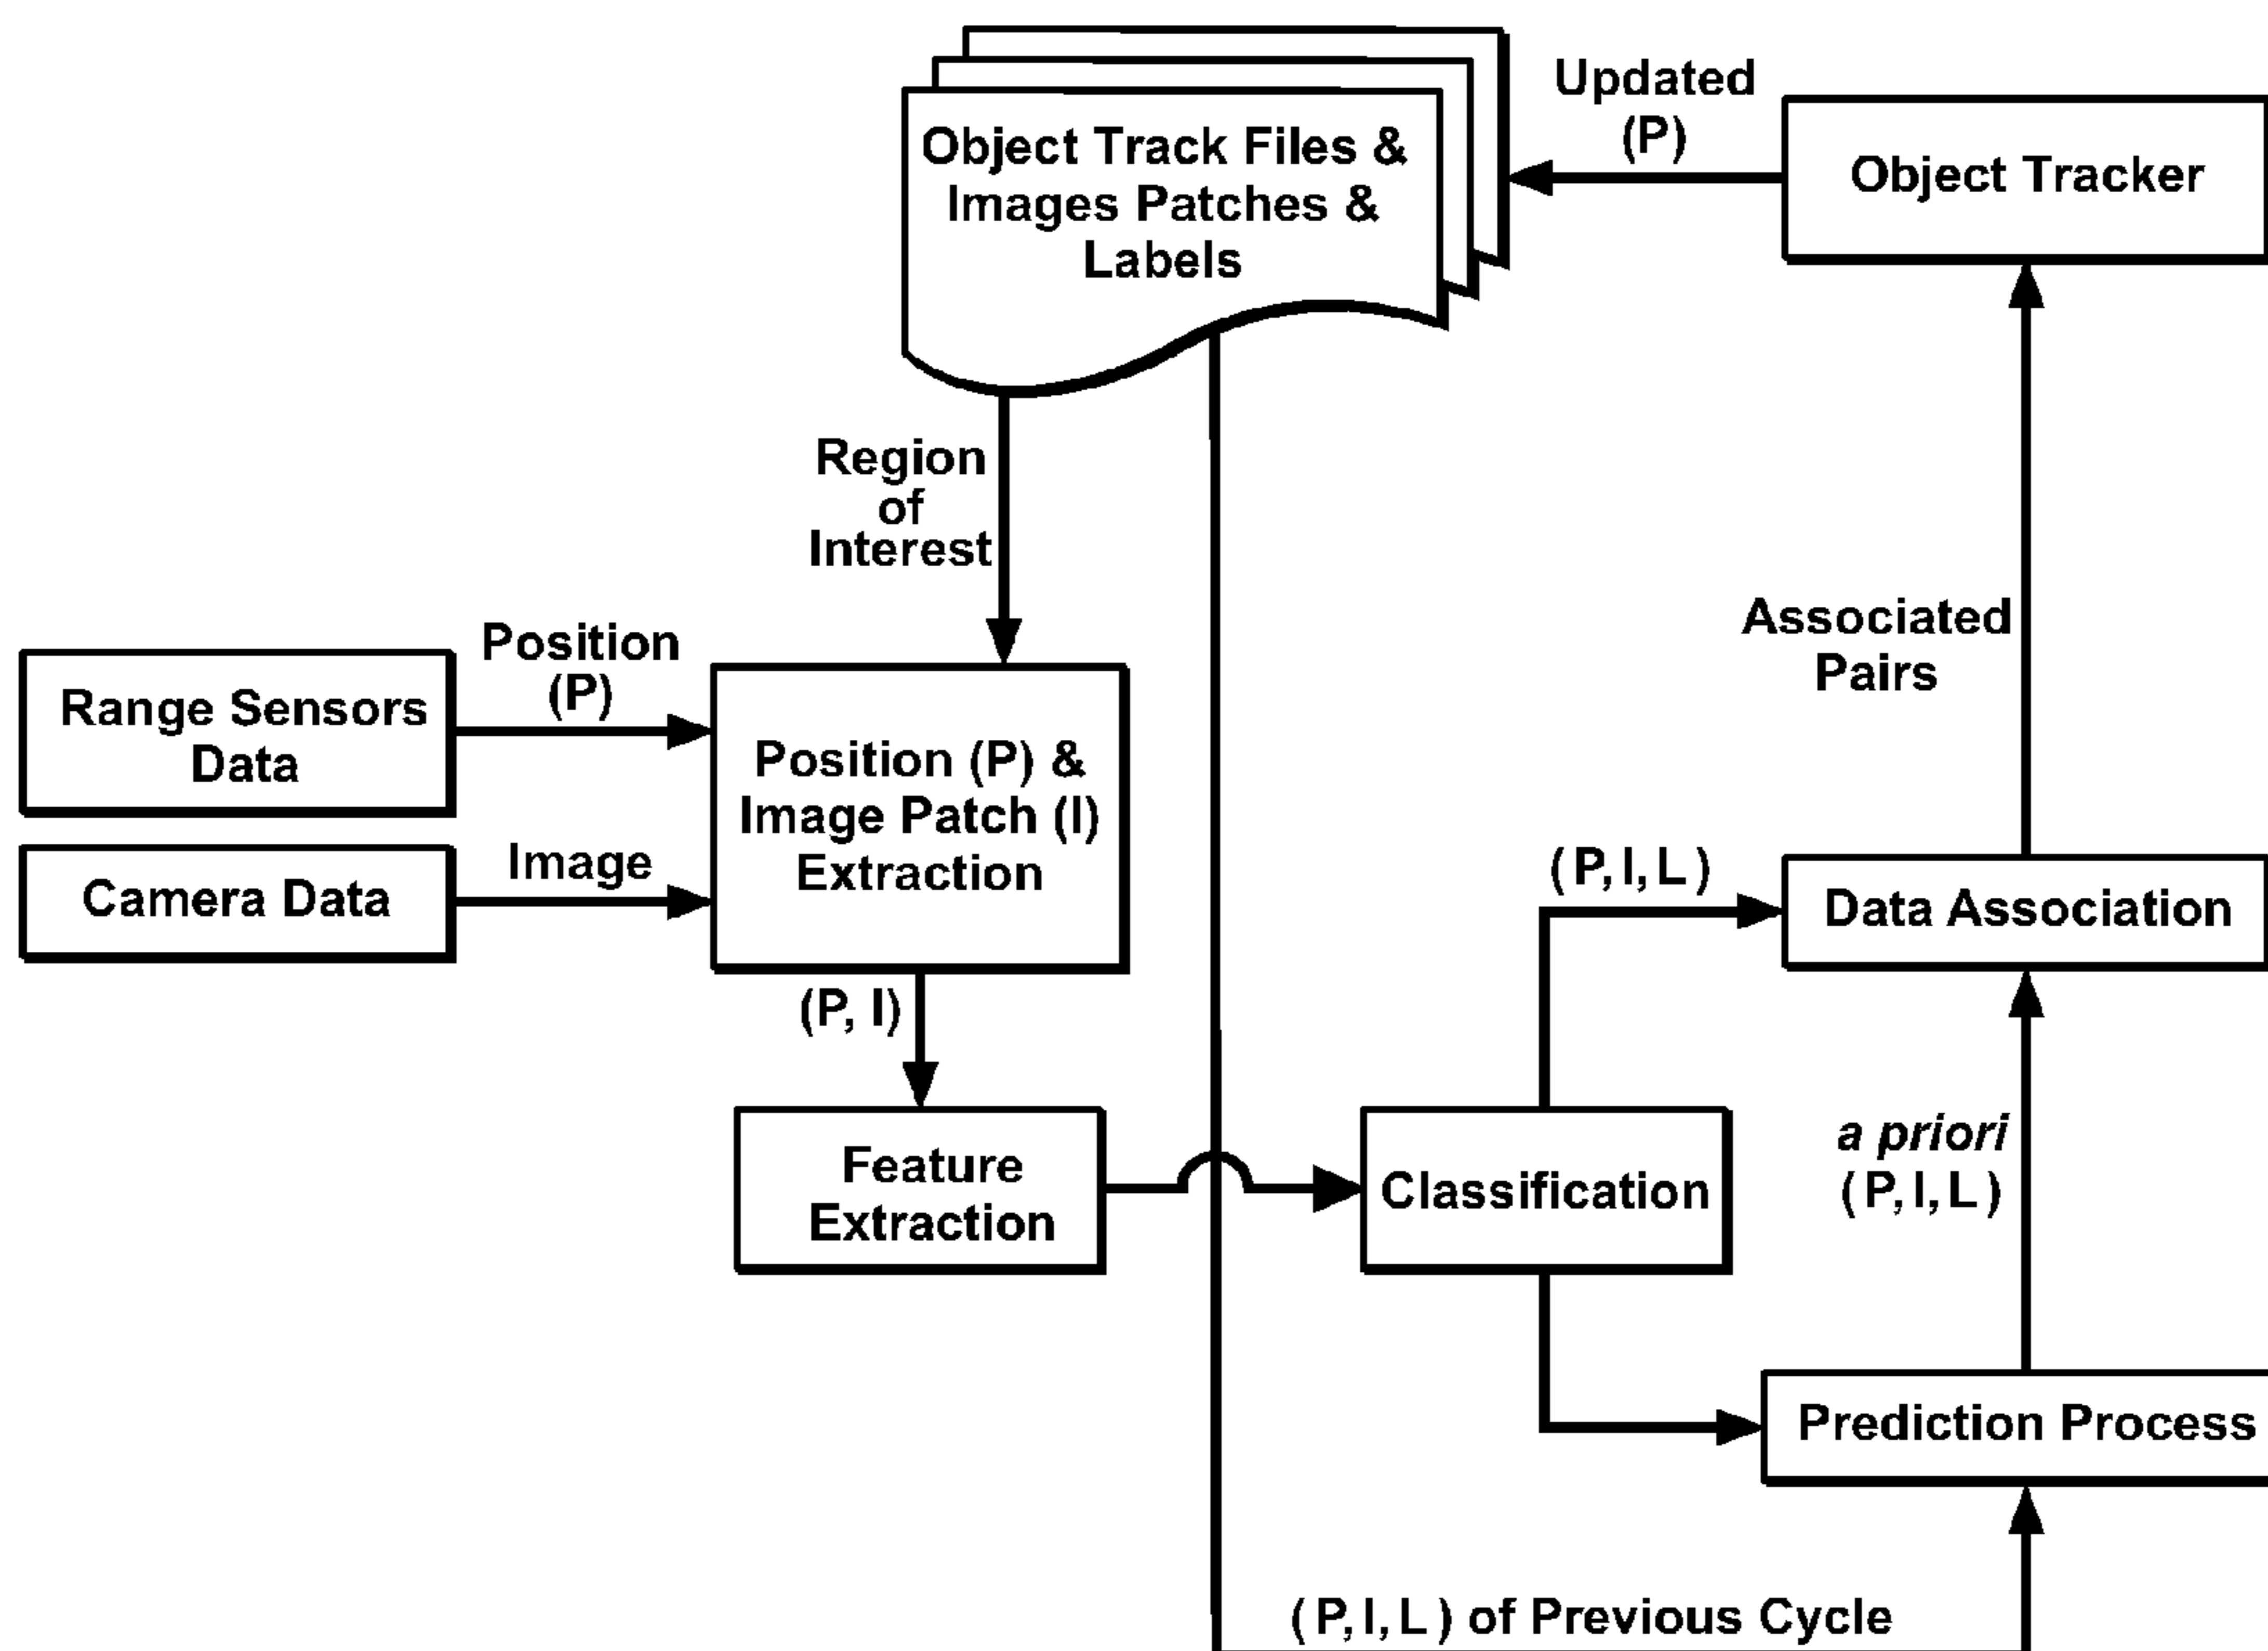 Updated
(P)
Object Track Files &
Images Patches &
Labels
Object Tracker
Region
of
Interest
Associated
Pairs
Position
(P)
Range Sensors
Data
Position (P) &
Image Patch (I)
Extraction
Image
Camera Data
(P, I, L)
Data Association
(P, I)
Feature
Extraction
Classification
a priori
(P, I, L)
Prediction Process
(P, I, L) of Previous Cycle